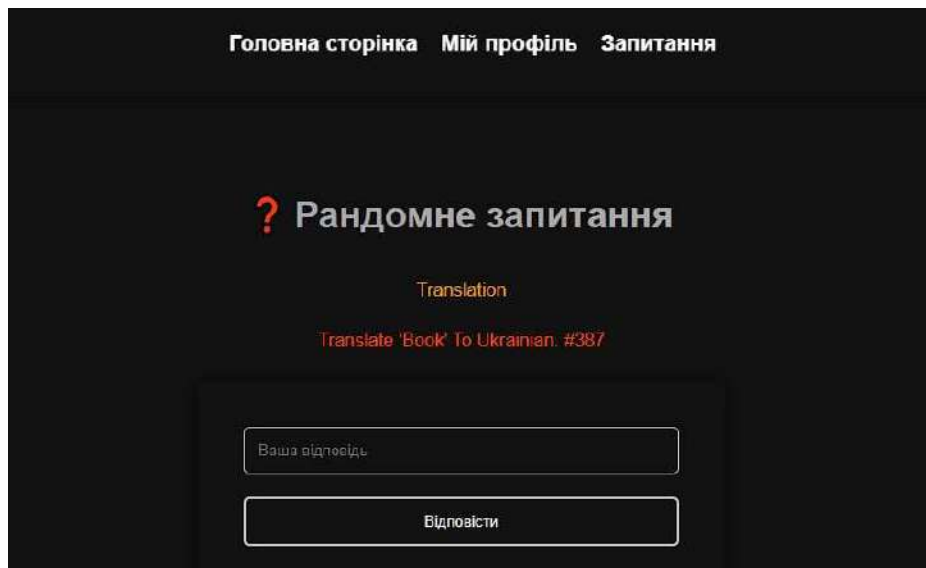 Головна сторінка Мій профіль Запитання
❓ Рандомне запитання
Translation
Translate 'Book' To Ukrainian. #387
Ваша відповідь
Відповісти